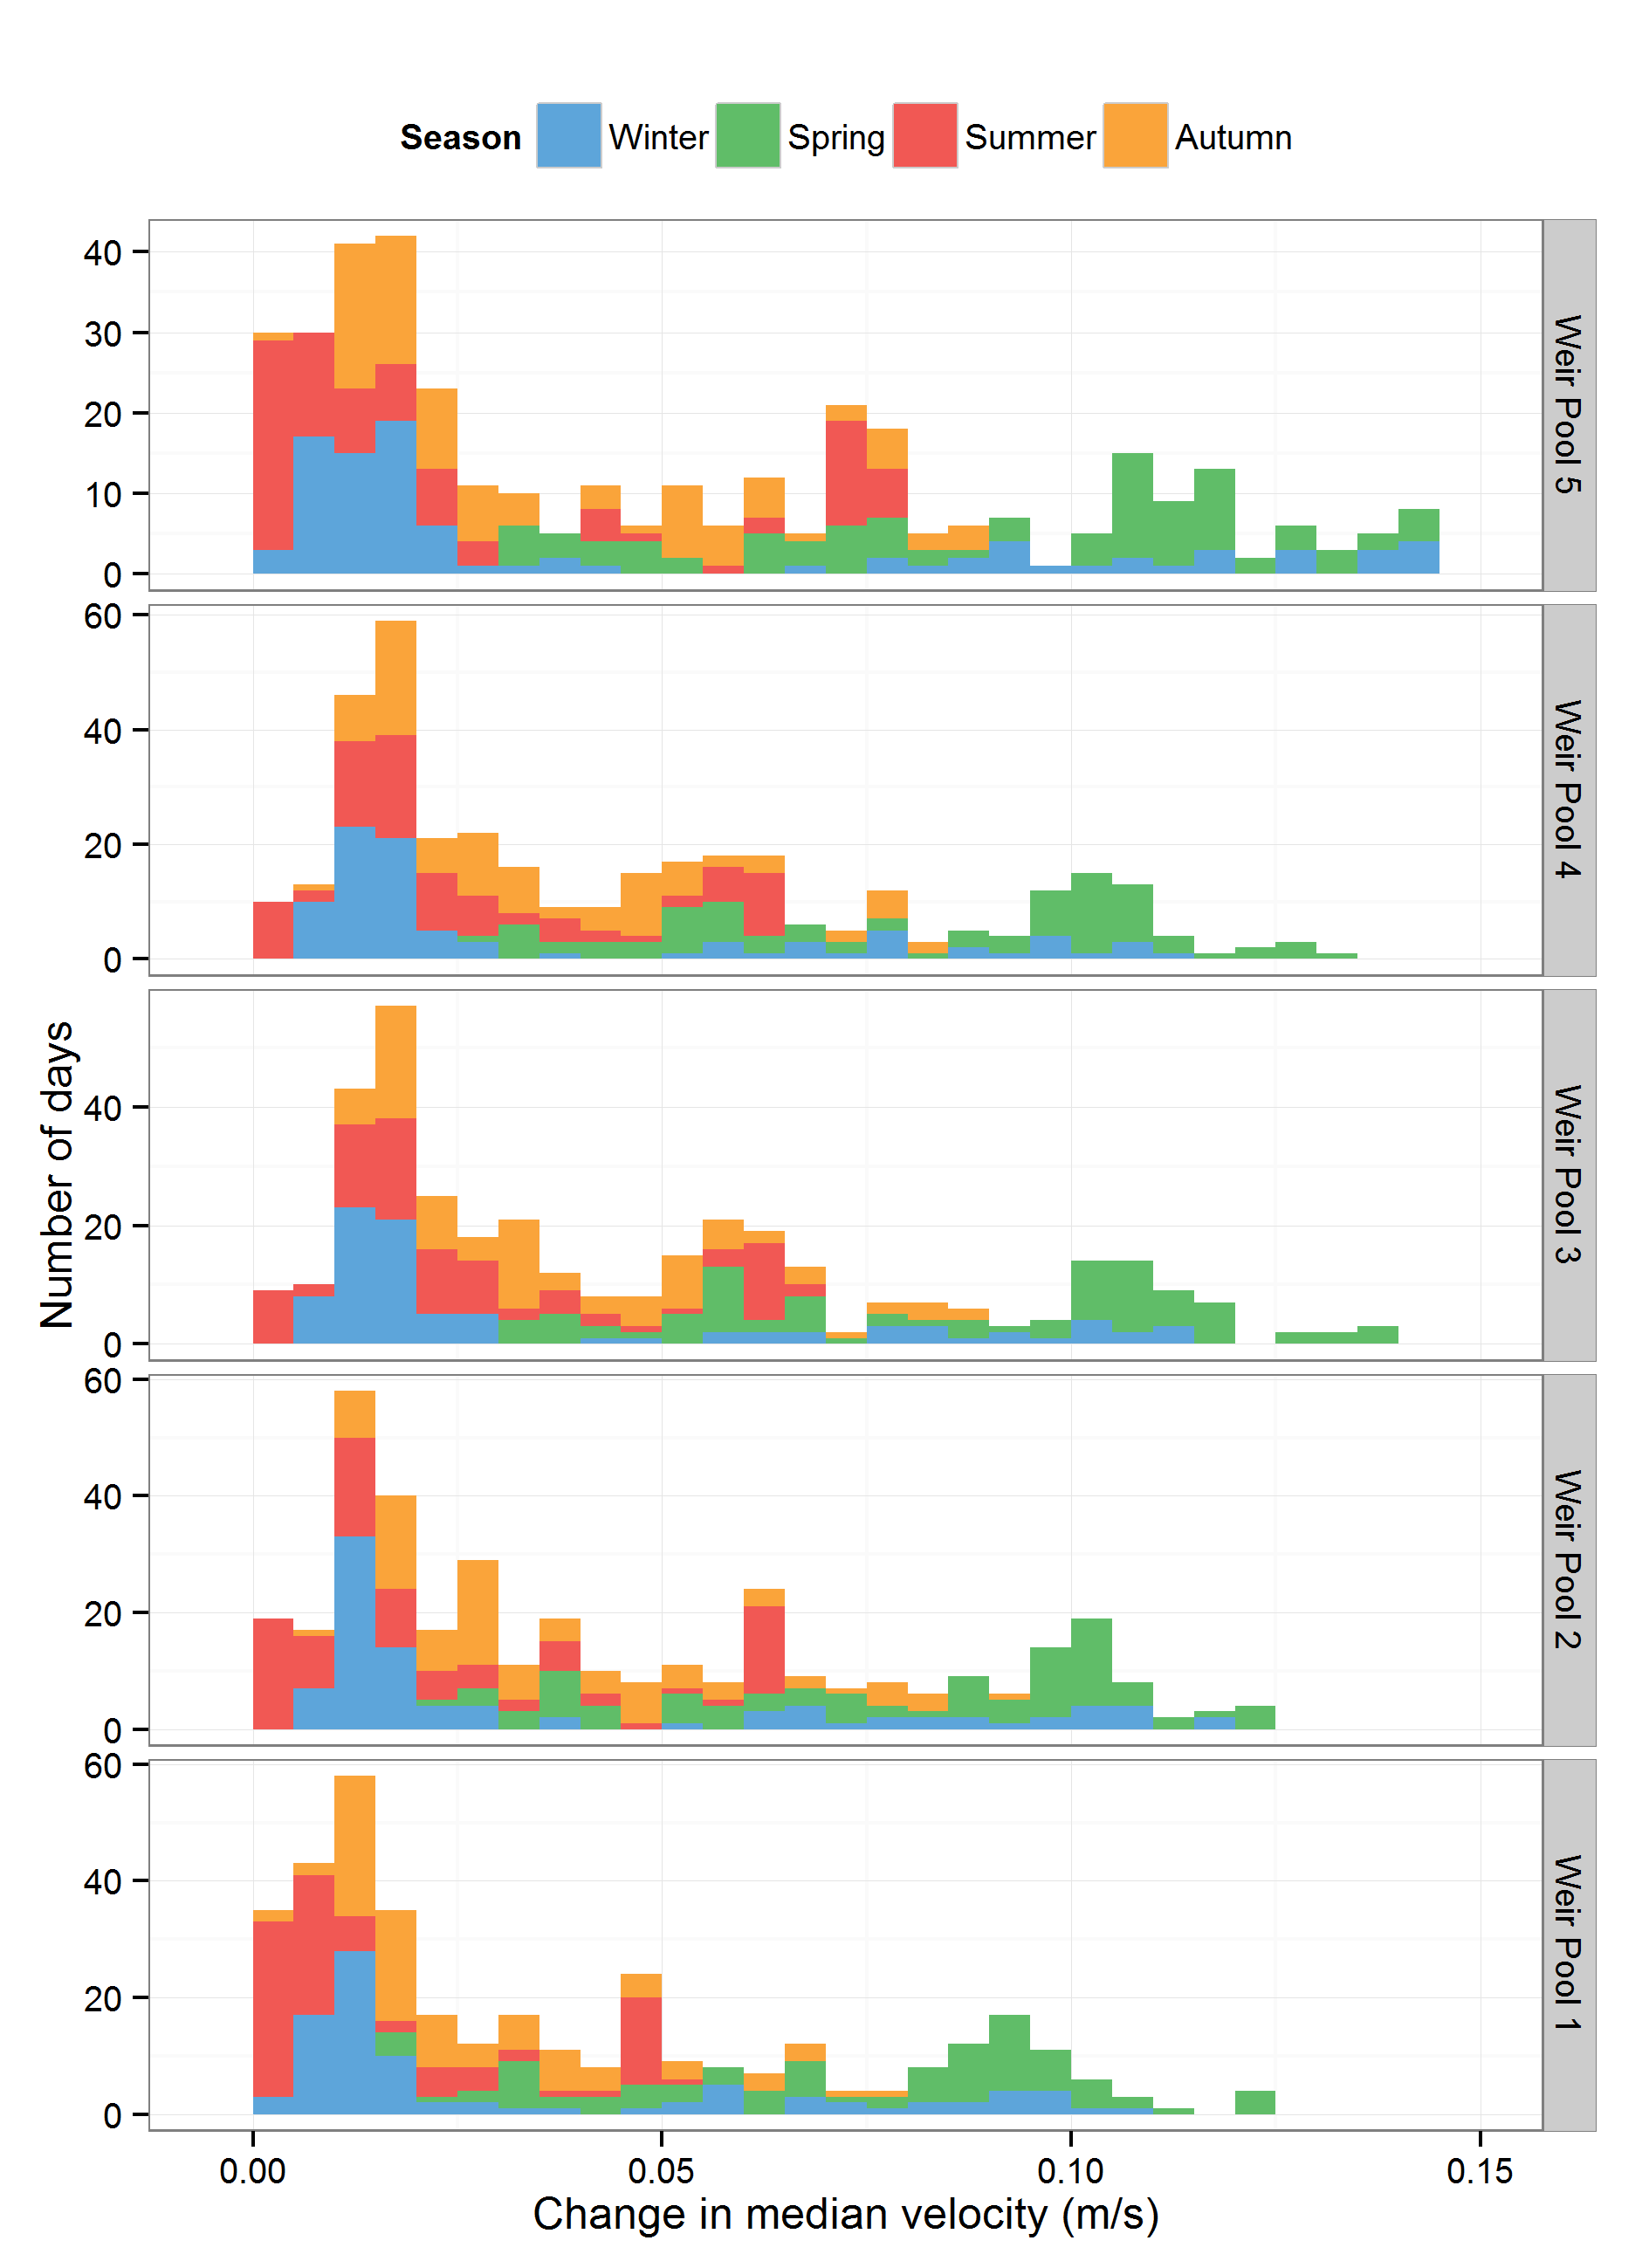 Season Winter Spring Summer Autumn
40
30
20
10
0
Weir Pool 5
60
40
20
0
Weir Pool 4
40
20
0
Weir Pool 3
60
40
20
0
Weir Pool 2
60
40
20
0
Weir Pool 1
Number of days
0.00 0.05 0.10 0.15
Change in median velocity (m/s)